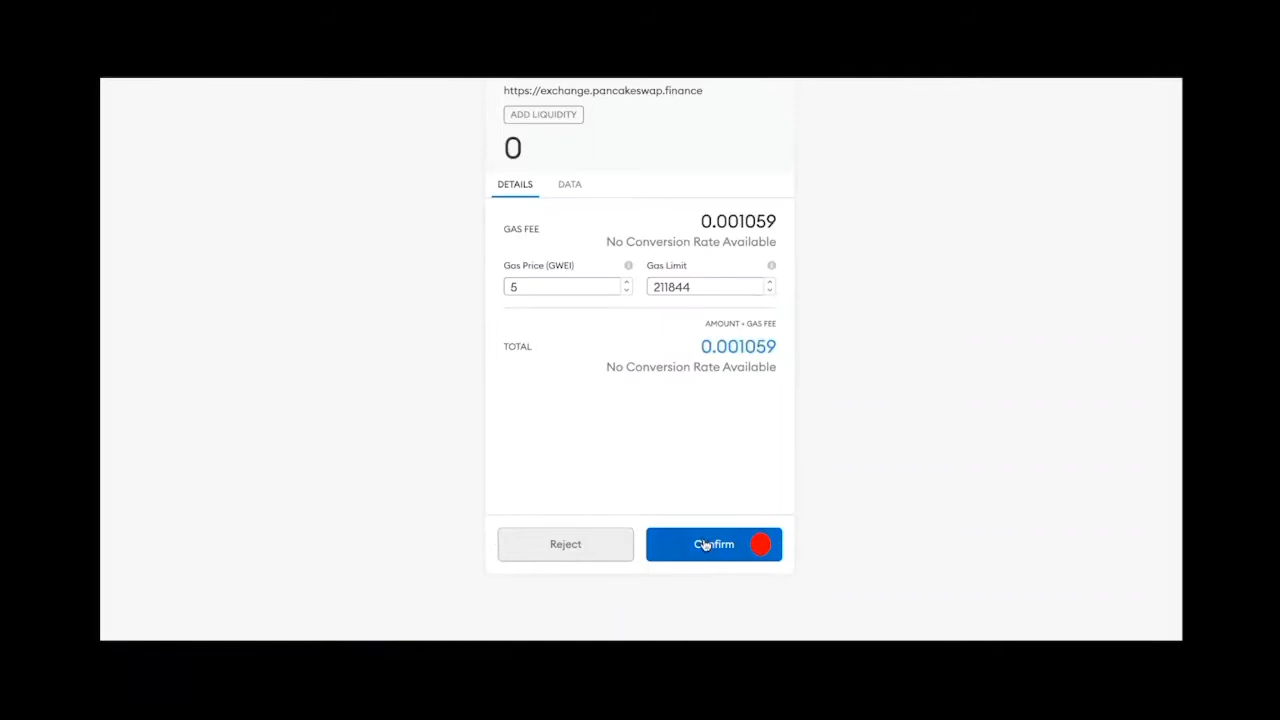 https://exchange.pancakeswap.finance
ADD LIQUIDITY
0
DETAILS DATA
GAS FEE 0.001059
No Conversion Rate Available
Gas Price (GWEI) Gas Limit
5 211844
AMOUNT + GAS FEE
TOTAL 0.001059
No Conversion Rate Available
Reject Confirm